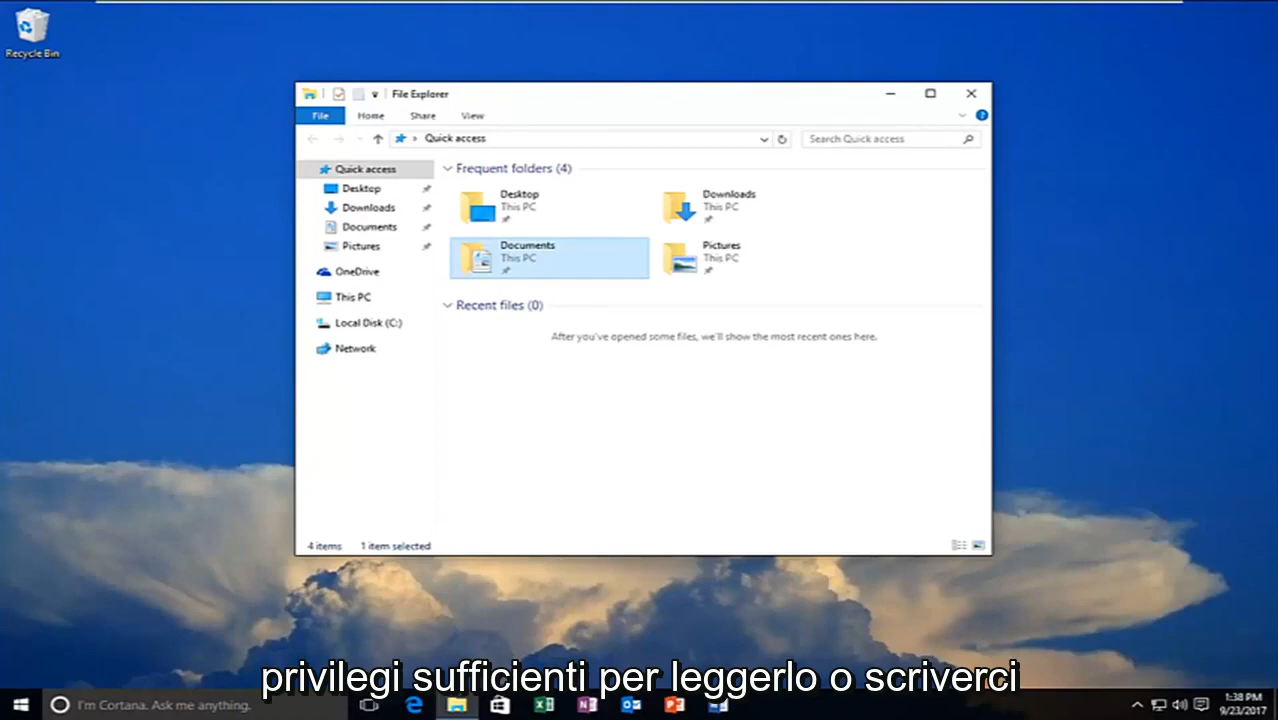 Recycle Bin
File Explorer
File Home Share View
Quick access
Search Quick access
Quick access
Desktop
Downloads
Documents
Pictures
OneDrive
This PC
Local Disk (C:)
Network
Frequent folders (4)
Desktop
This PC
Downloads
This PC
Documents
This PC
Pictures
This PC
Recent files (0)
After you've opened some files, we'll show the most recent ones here.
4 items 1 item selected
privilegi sufficienti per leggerlo o scriverci
I'm Cortana. Ask me anything.
1:38 PM
9/23/2017